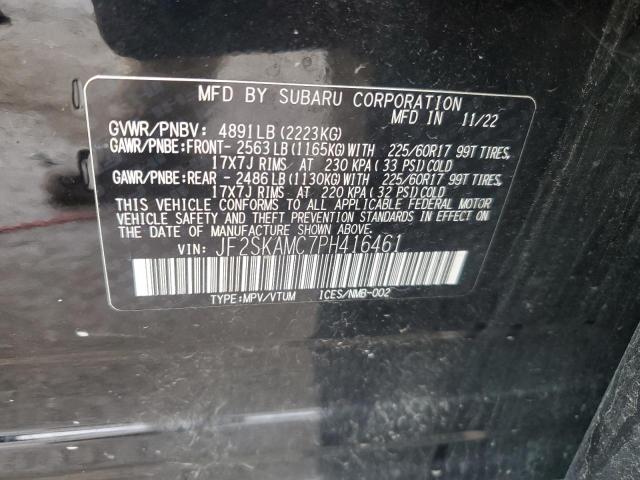 MFD BY SUBARU CORPORATION
MFD IN 11/22
GVWR/PNBV: 4891LB(2223KG)
GAWR/PNBE:FRONT- 2563LB(1165KG)WITH 225/60R17 99T TIRES,
17X7J RIMS AT 230 KPA (33 PSI)COLD
GAWR/PNBE:REAR - 2486LB(1130KG)WITH 225/60R17 99T TIRES,
17X7J RIMS AT 220 KPA (32 PSI)COLD
THIS VEHICLE CONFORMS TO ALL APPLICABLE FEDERAL MOTOR
VEHICLE SAFETY AND THEFT PREVENTION STANDARDS IN EFFECT ON
THE DATE OF MANUFACTURE SHOWN ABOVE.
VIN: JF2SKAMC7PH416461
TYPE:MPV/VTUM ICES/NMB-002